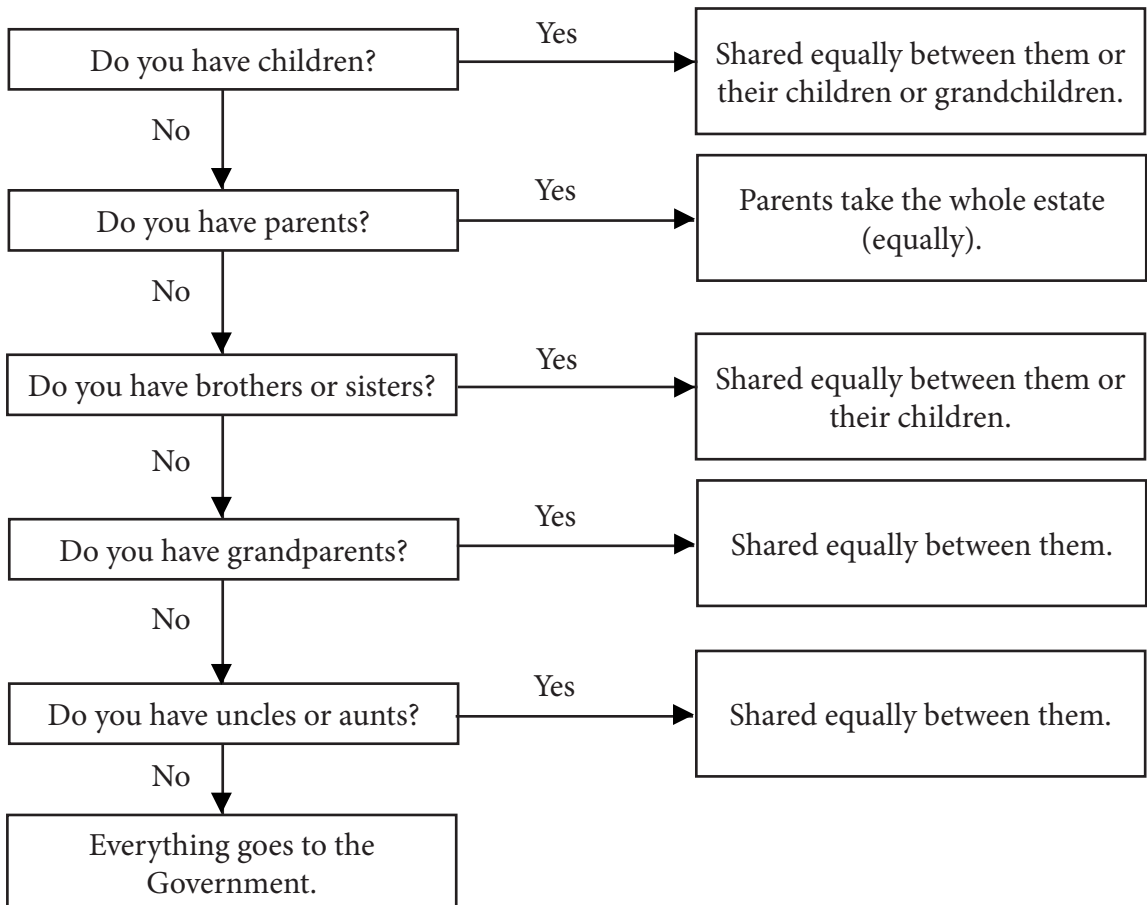 Do you have children?
Yes
Shared equally between them or
their children or grandchildren.
No
Do you have parents?
Yes
Parents take the whole estate
(equally).
No
Do you have brothers or sisters?
Yes
Shared equally between them or
their children.
No
Do you have grandparents?
Yes
Shared equally between them.
No
Do you have uncles or aunts?
Yes
Shared equally between them.
No
Everything goes to the
Government.